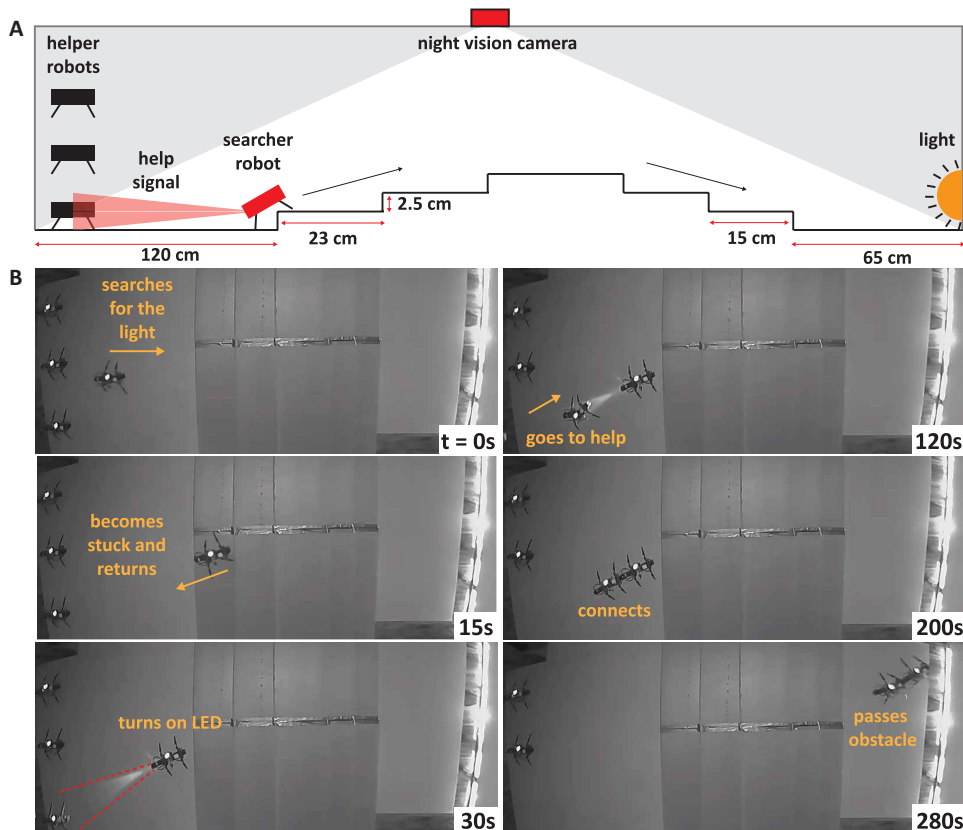 A
helper
robots
night vision camera
searcher
robot
help
signal
light
2.5 cm
23 cm
15 cm
120 cm
65 cm
B
searches
for the
light
t = 0s
goes to help
120s
becomes
stuck and
returns
15s
connects
200s
turns on LED
30s
passes
obstacle
280s